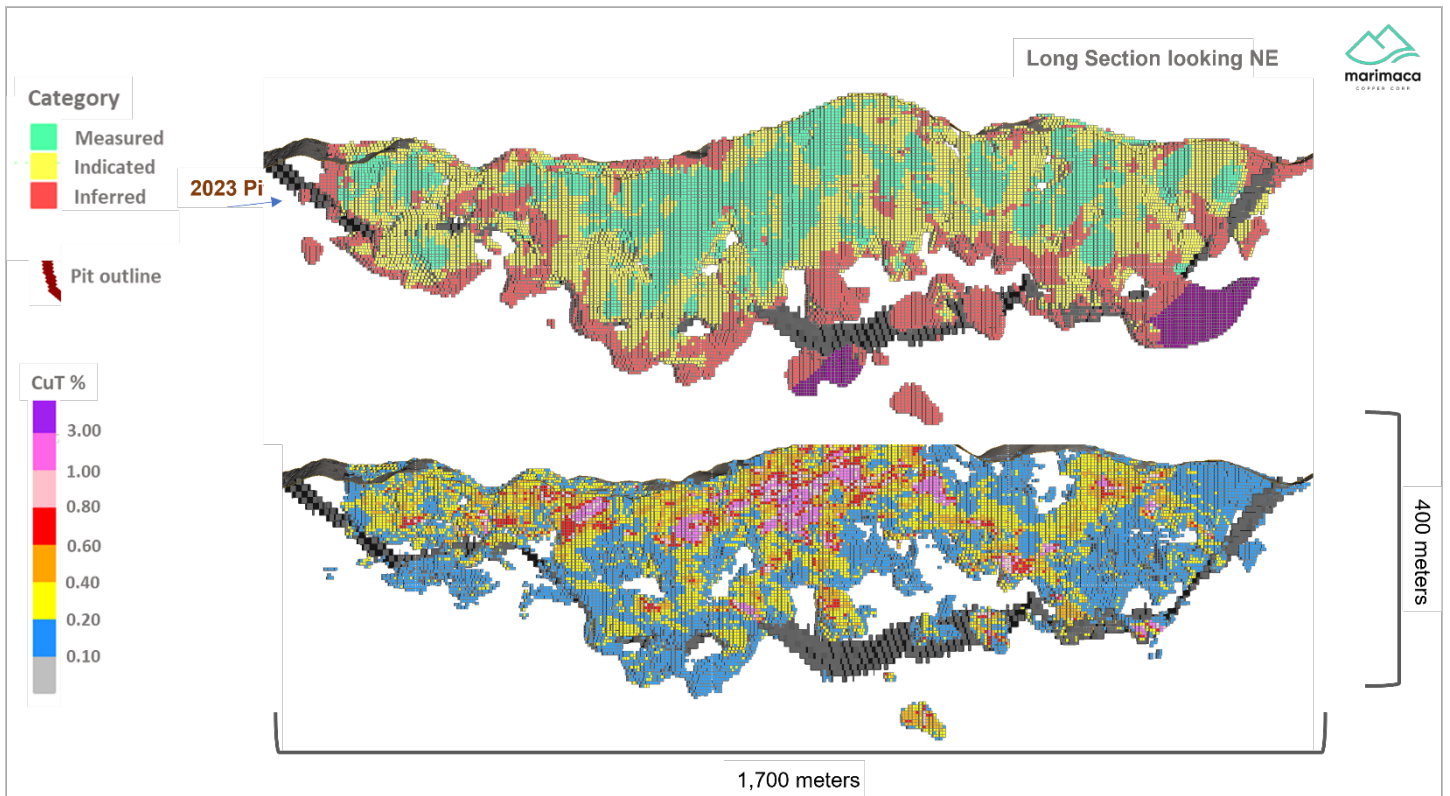 Long Section looking NE
marimaca
COPPER CORP
Category
Measured
Indicated
Inferred
2023 Pi
Pit outline
CuT %
3.00
1.00
0.80
0.60
0.40
0.20
0.10
400 meters
1,700 meters